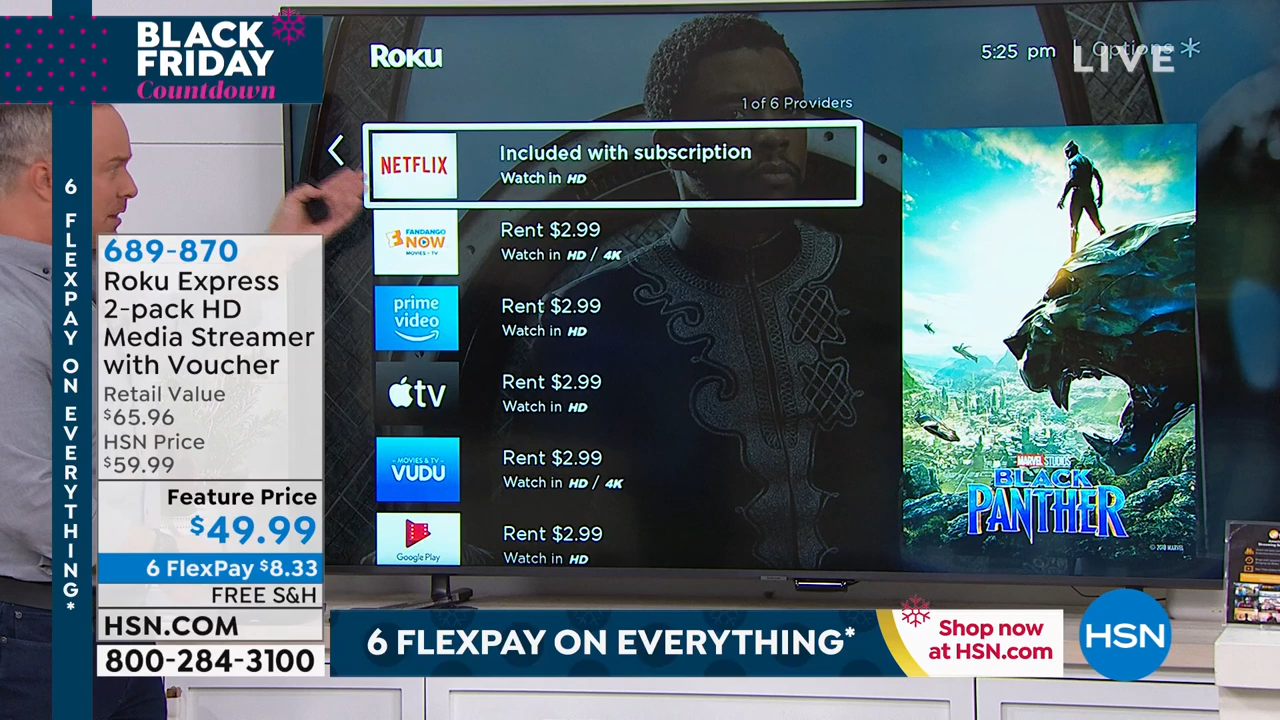 BLACK
FRIDAY
Countdown
6 FLEXPAY ON EVERYTHING*
689-870
Roku Express
2-pack HD
Media Streamer
with Voucher
Retail Value
$65.96
HSN Price
$59.99
Feature Price
$49.99
6 FlexPay $8.33
FREE S&H
HSN.COM
800-284-3100
Roku
5:25 pm | Options *
LIVE
1 of 6 Providers
NETFLIX
Included with subscription
Watch in HD
FANDANGO
NOW
MOVIES + TV
Rent $2.99
Watch in HD / 4K
prime
video
Rent $2.99
Watch in HD
tv
Rent $2.99
Watch in HD
MOVIES & TV
VUDU
Rent $2.99
Watch in HD / 4K
Google Play
Rent $2.99
Watch in HD
MARVEL STUDIOS
BLACK
PANTHER
© 2018 MARVEL
6 FLEXPAY ON EVERYTHING*
Shop now
at HSN.com
HSN